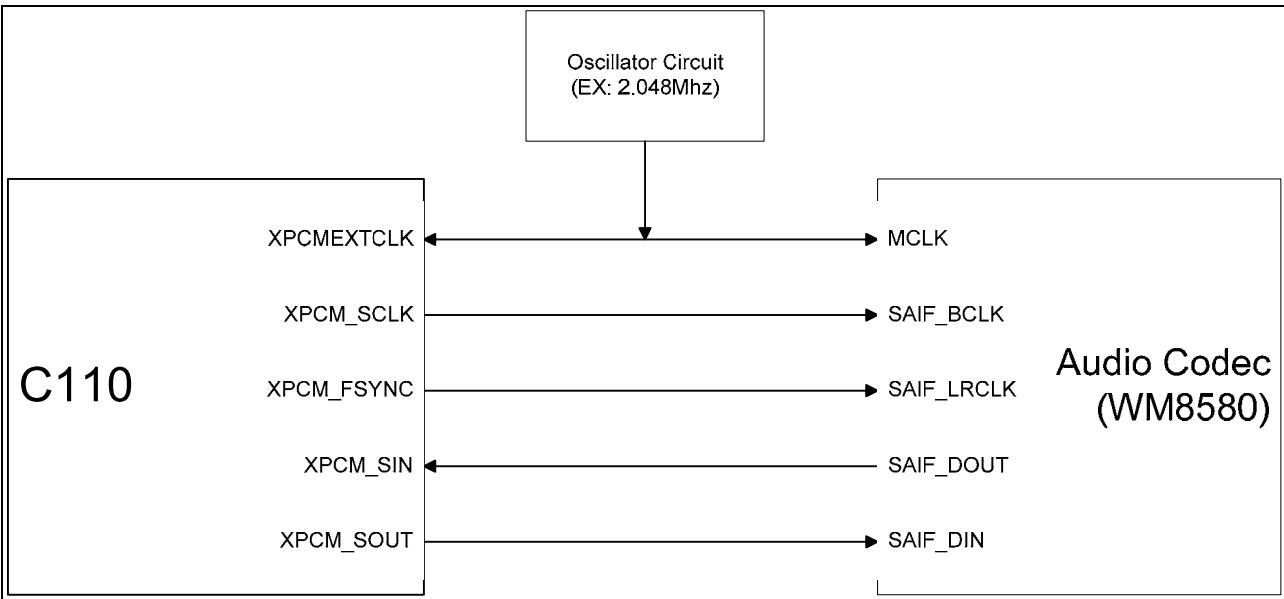 Oscillator Circuit
(EX: 2.048Mhz)
XPCMEXTCLK
MCLK
XPCM_SCLK
SAIF_BCLK
C110
XPCM_FSYNC
SAIF_LRCLK
Audio Codec
(WM8580)
XPCM_SIN
SAIF_DOUT
XPCM_SOUT
SAIF_DIN